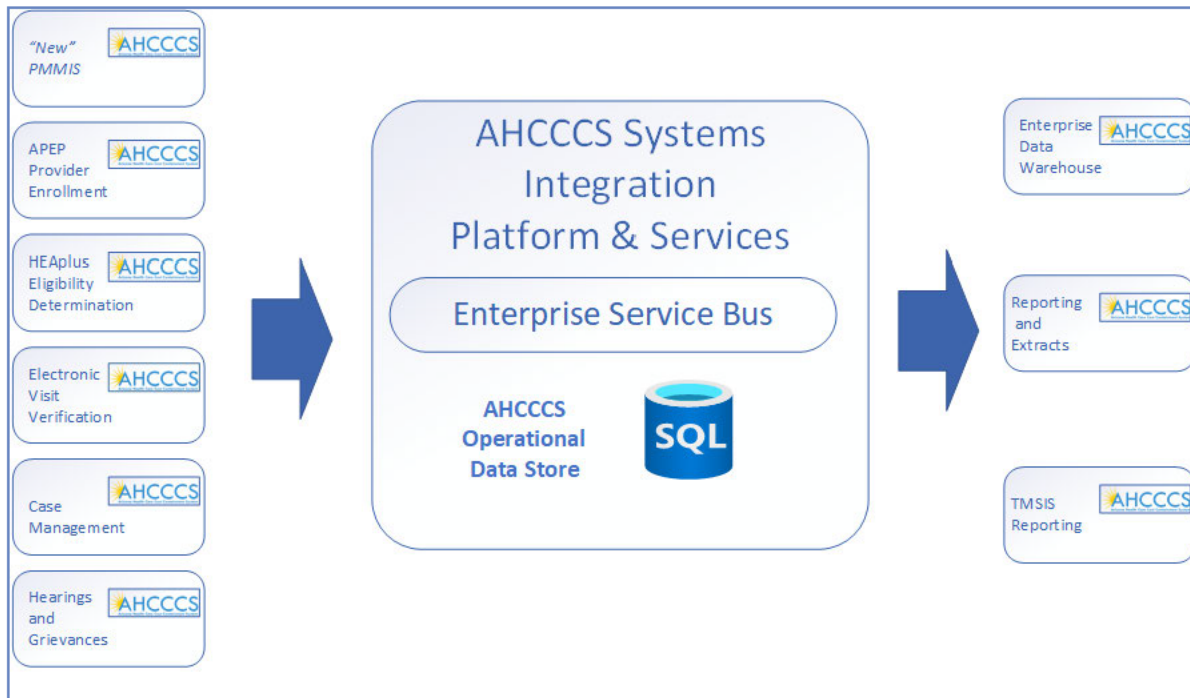 “New”
PMMIS
AHCCCS
APEP
Provider
Enrollment
AHCCCS
HEAplus
Eligibility
Determination
AHCCCS
Electronic
Visit
Verification
AHCCCS
Case
Management
AHCCCS
Hearings
and
Grievances
AHCCCS
AHCCCS Systems
Integration
Platform & Services
Enterprise Service Bus
AHCCCS
Operational
Data Store
SQL
Enterprise
Data
Warehouse
AHCCCS
Reporting
and
Extracts
AHCCCS
TMSIS
Reporting
AHCCCS